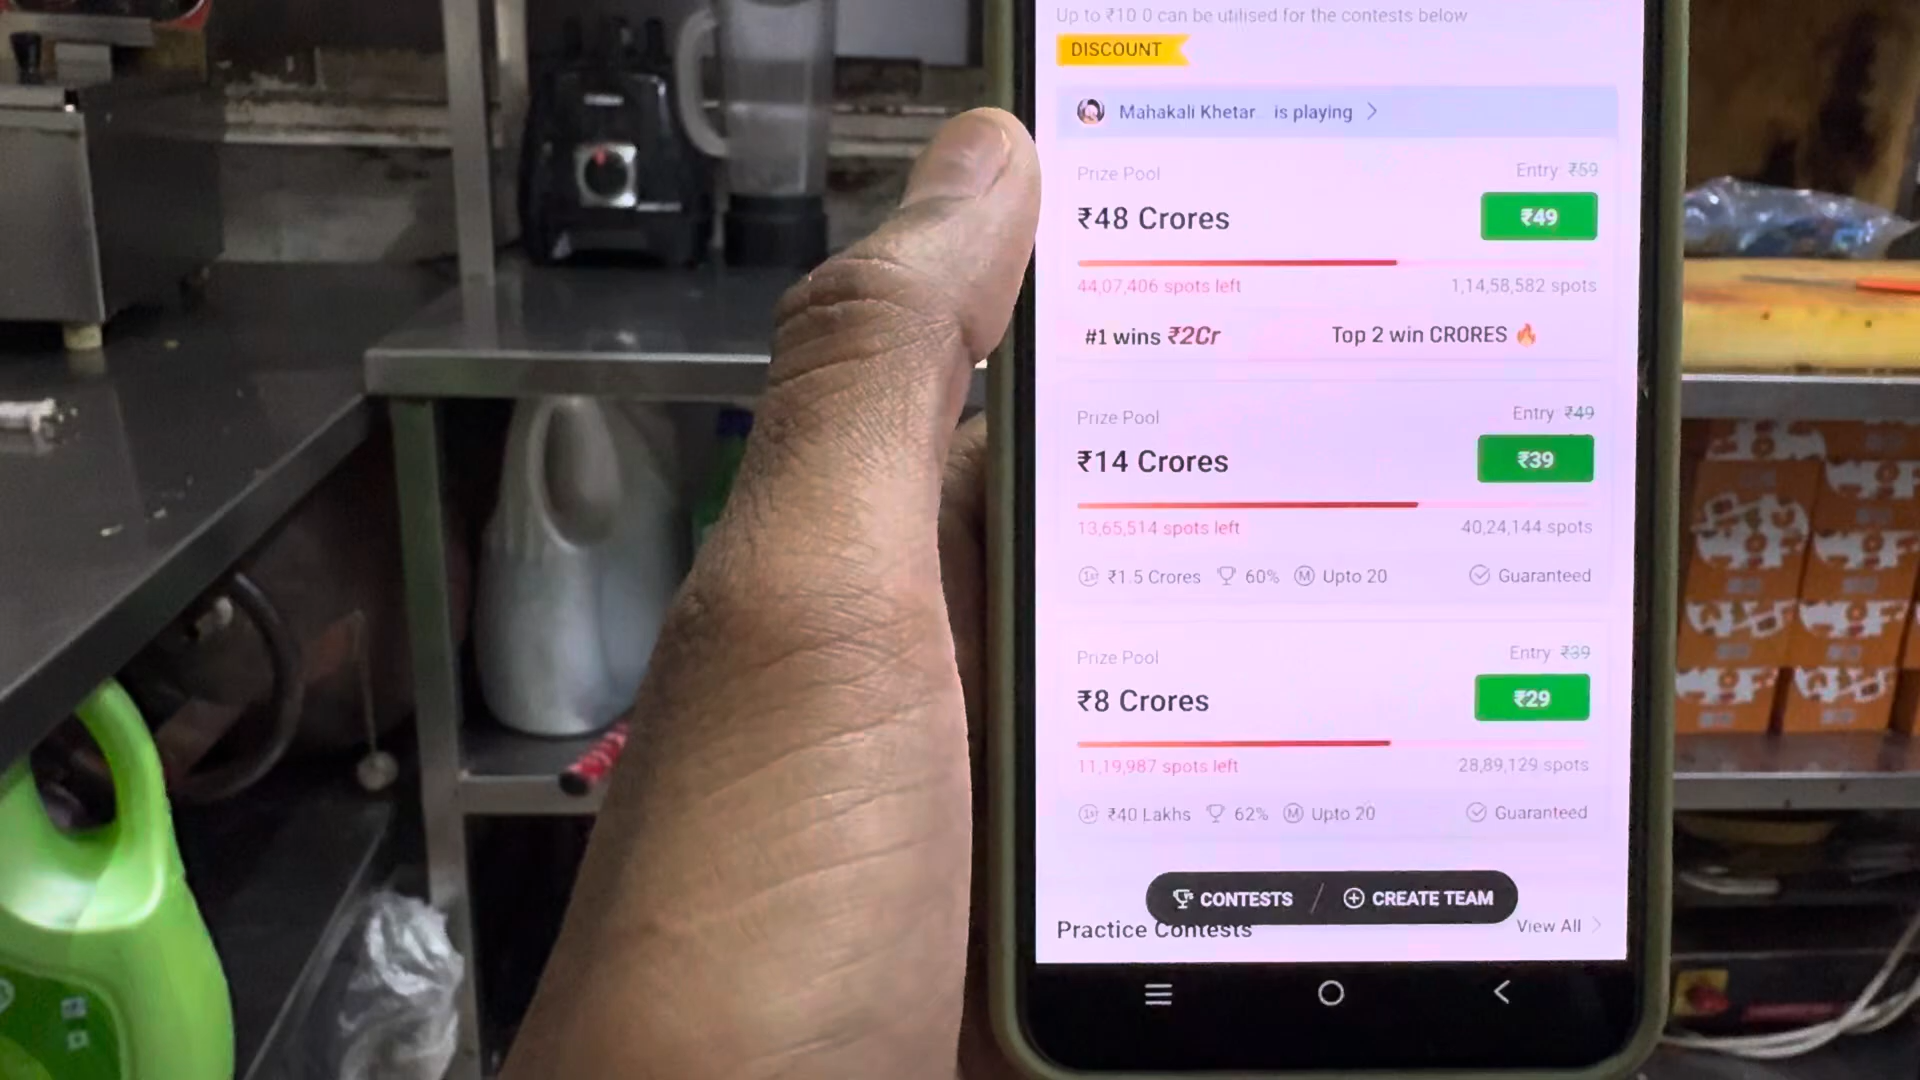 Up to ₹10 0 can be utilised for the contests below
DISCOUNT
Mahakali Khetar is playing
Prize Pool
Entry ₹59
₹48 Crores
₹49
44,07,406 spots left
1,14,58,582 spots
#1 wins ₹2Cr
Top 2 win CRORES 🔥
Prize Pool
Entry ₹49
₹14 Crores
₹39
13,65,514 spots left
40,24,144 spots
1st ₹1.5 Crores 60% M Upto 20
Guaranteed
Prize Pool
Entry ₹39
₹8 Crores
₹29
11,19,987 spots left
28,89,129 spots
1st ₹40 Lakhs 62% M Upto 20
Guaranteed
CONTESTS / CREATE TEAM
Practice Contests
View All